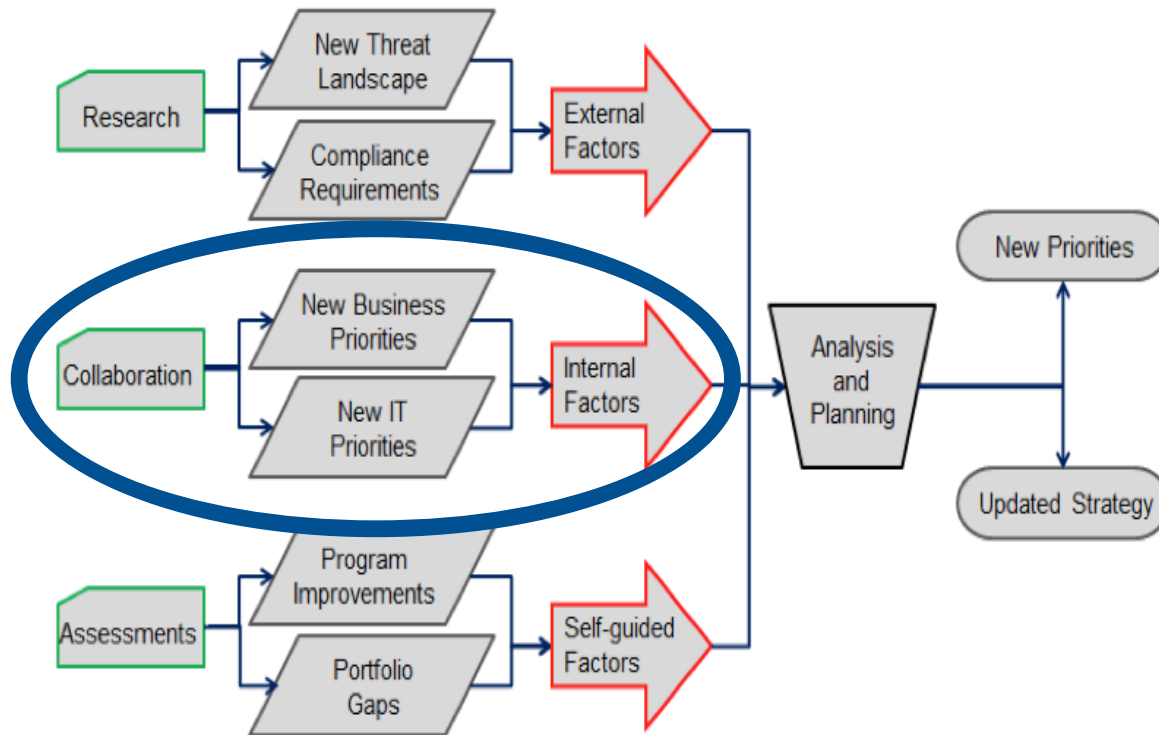 Research
New Threat
Landscape
Compliance
Requirements
External
Factors
Collaboration
New Business
Priorities
New IT
Priorities
Internal
Factors
Assessments
Program
Improvements
Portfolio
Gaps
Self-guided
Factors
Analysis
and
Planning
New Priorities
Updated Strategy